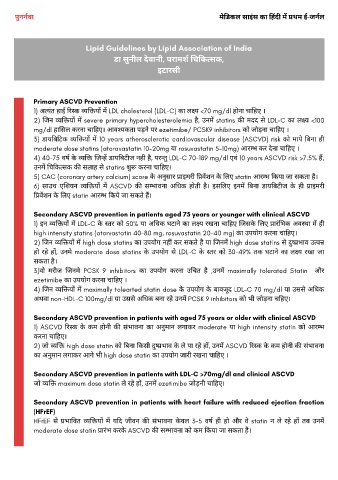 पुनर्नवा
मेडिकल साइंस का हिंदी में प्रथम ई-जर्नल
Lipid Guidelines by Lipid Association of India
डा सुनील देवानी, परामर्श चिकित्सक,
इटारसी
Primary ASCVD Prevention
1) अत्यंत हाई रिस्क व्यक्तियों में LDL cholesterol (LDL-C) का लक्ष्य <70 mg/dl होना चाहिए ।
2) जिन व्यक्तियों में severe primary hypercholesterolemia है, उनमें statins की मदद से LDL-C का लक्ष्य <100
mg/dl हासिल करना चाहिए। आवश्यकता पड़ने पर ezetimibe/ PCSK9 inhibitors को जोड़ना चाहिए ।
3) डायबिटिक व्यक्तियों में 10 years atherosclerotic cardiovascular disease (ASCVD) risk को मापे बिना ही
moderate dose statins (atorvastatin 10-20mg या rosuvastatin 5-10mg) आरम्भ कर देना चाहिए ।
4) 40-75 वर्ष के व्यक्ति जिन्हें डायबिटीज नहीं है, परन्तु LDL-C 70-189 mg/dl एवं 10 years ASCVD risk >7.5% हैं,
उनमें चिकित्सक की सलाह से statins शुरू करना चाहिए।
5) CAC (coronary artery calcium) score के अनुसार प्राइमरी प्रिवेंशन के लिए statin आरम्भ किया जा सकता है।
6) साउथ एशियन व्यक्तियों में ASCVD की सम्भावना अधिक होती है। इसलिए इनमें बिना डायबिटीज के ही प्राइमरी
प्रिवेंशन के लिए statin आरम्भ किये जा सकते हैं।
Secondary ASCVD prevention in patients aged 75 years or younger with clinical ASCVD
1) इन व्यक्तियों में LDL-C के स्तर को 50% या अधिक घटाने का लक्ष्य रखना चाहिए जिसके लिए प्रारंभिक अवस्था में ही
high intensity statins (atorvastatin 40-80 mg, rosuvastatin 20-40 mg) का उपयोग करना चाहिए।
2) जिन व्यक्तियों में high dose statins का उपयोग नहीं कर सकते है या जिनमें high dose statins से दुष्प्रभाव उत्पन्न
हो रहे हों, उनमे moderate dose statins के उपयोग से LDL-C के स्तर को 30-49% तक घटाने का लक्ष्य रखा जा
सकता है।
3)वो मरीज जिनमे PCSK 9 inhibitors का उपयोग करना उचित है ,उनमें maximally tolerated Statin और
ezetimibe का उपयोग करना चाहिए ।
4) जिन व्यक्तियों में maximally tolearted statin dose के उपयोग के बावजूद LDL-C 70 mg/dl या उससे अधिक
अथवा non-HDL-C 100mg/dl या उससे अधिक बना रहे उनमें PCSK 9 inhibitors को भी जोड़ना चहिए।
Secondary ASCVD prevention in patients with aged 75 years or older with clinical ASCVD
1) ASCVD रिस्क के कम होनी की संभावना का अनुमान लगाकर moderate या high intensity statin को आरम्भ
करना चाहिए।
2) जो व्यक्ति high dose statin को बिना किसी दुष्प्रभाव के ले पा रहे हों, उनमें ASCVD रिस्क के कम होनी की संभावना
का अनुमान लगाकर आगे भी high dose statin का उपयोग जारी रखना चाहिए ।
Secondary ASCVD prevention in patients with LDL-C >70mg/dl and clinical ASCVD
जो व्यक्ति maximum dose statin ले रहे हों, उनमें ezetimibe जोड़नी चाहिए।
Secondary ASCVD prevention in patients with heart failure with reduced ejection fraction
(HFrEF)
HFrEF से प्रभावित व्यक्तियों में यदि जीवन की संभावना केवल 3-5 वर्ष ही हो और वे statin न ले रहे हों तब उनमें
moderate dose statin प्रारंभ करके ASCVD की सम्भावना को कम किया जा सकता है।